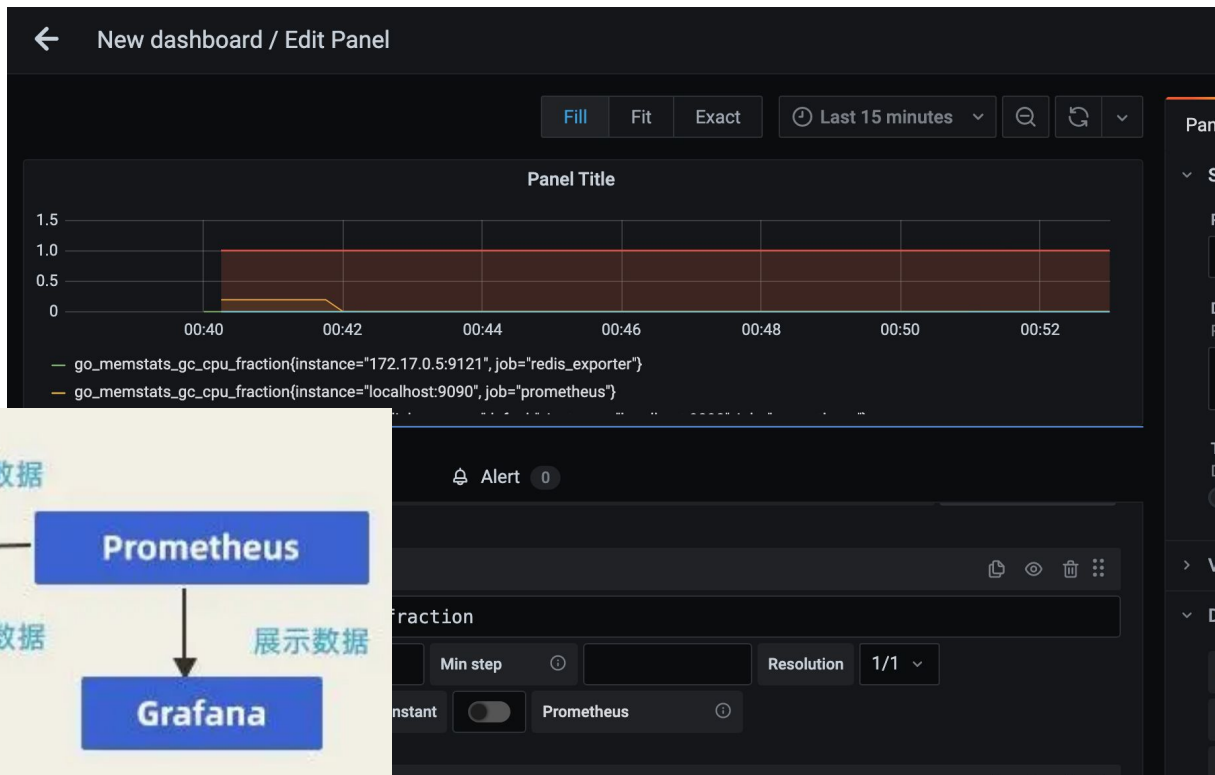 New dashboard / Edit Panel
Fill Fit Exact Last 15 minutes
Pan
Panel Title
1.5
1.0
0.5
0
00:40 00:42 00:44 00:46 00:48 00:50 00:52
go_memstats_gc_cpu_fraction{instance="172.17.0.5:9121", job="redis_exporter"}
go_memstats_gc_cpu_fraction{instance="localhost:9090", job="prometheus"}
Alert 0
fraction
Min step Resolution 1/1
nstant Prometheus
数据
Prometheus
数据 展示数据
Grafana